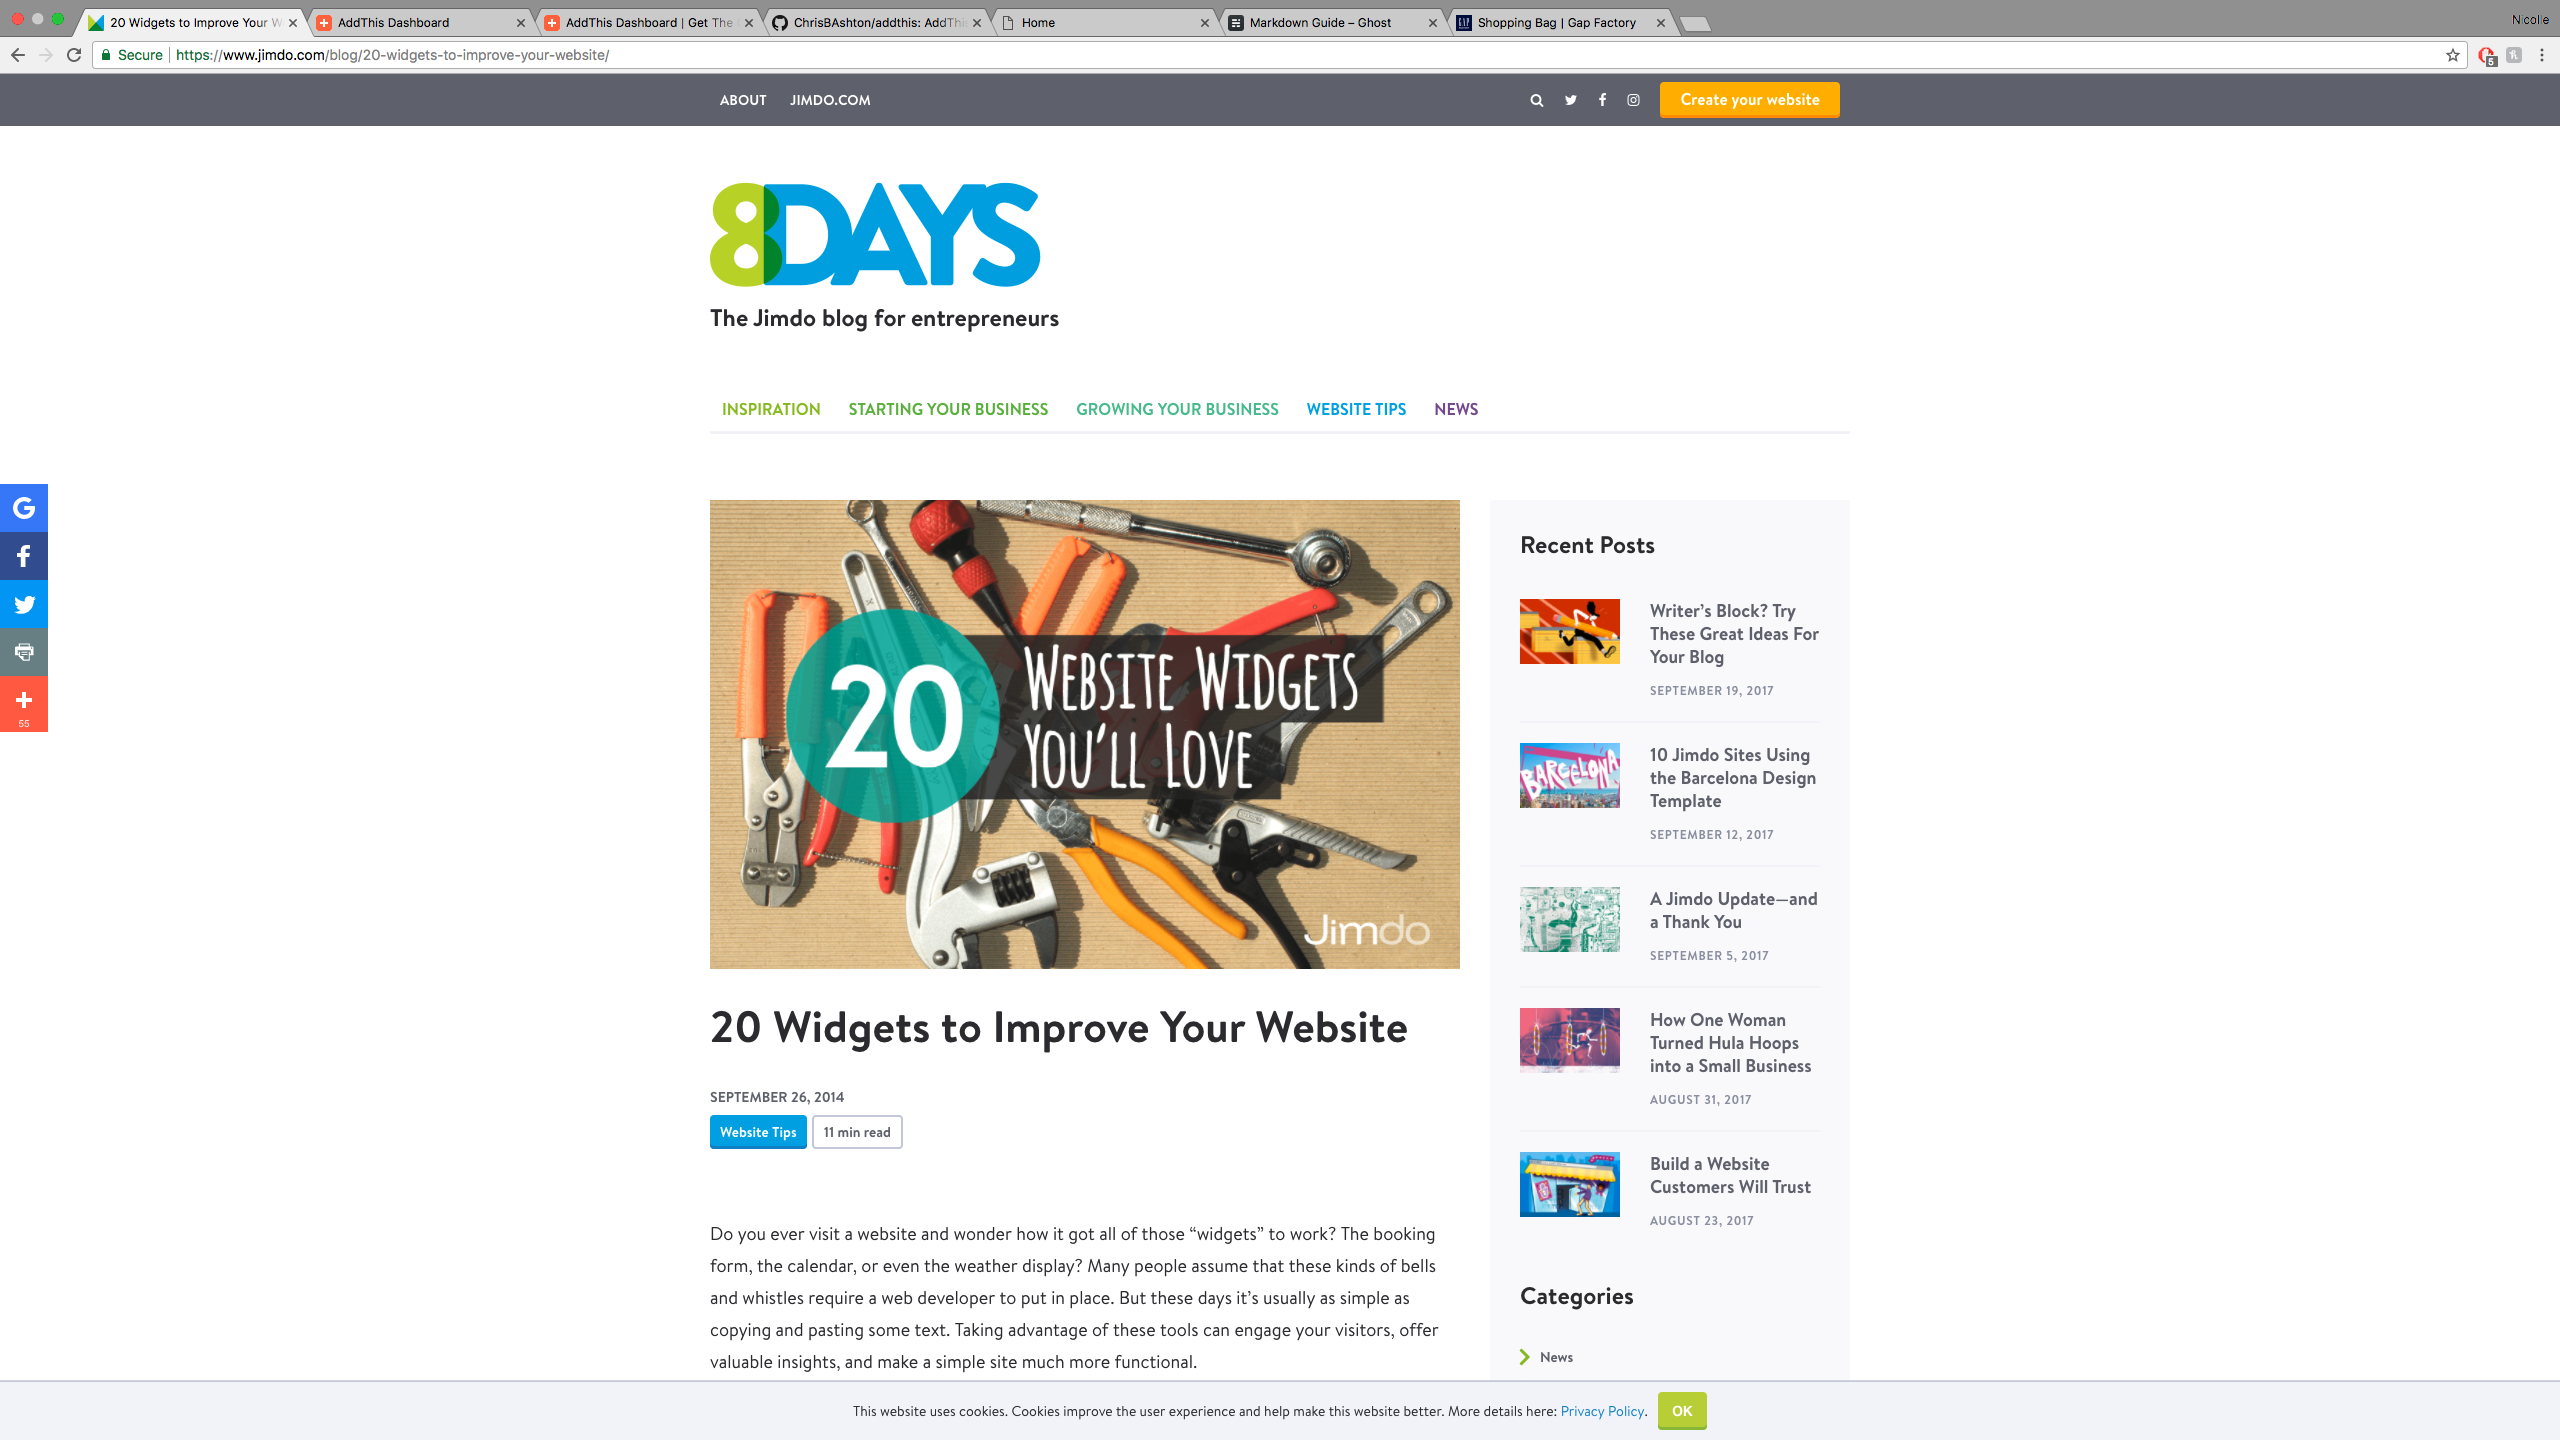 20 Widgets to Improve Your W
AddThis Dashboard
AddThis Dashboard | Get The
ChrisBAshton/addthis: AddThi
Home
Markdown Guide – Ghost
Shopping Bag | Gap Factory
Nicolle
Secure
https://www.jimdo.com/blog/20-widgets-to-improve-your-website/
5
ABOUT
JIMDO.COM
Create your website
8DAYS
The Jimdo blog for entrepreneurs
INSPIRATION
STARTING YOUR BUSINESS
GROWING YOUR BUSINESS
WEBSITE TIPS
NEWS
55
20
WEBSITE WIDGETS
YOU'LL LOVE
Jimdo
20 Widgets to Improve Your Website
SEPTEMBER 26, 2014
Website Tips
11 min read
Do you ever visit a website and wonder how it got all of those “widgets” to work? The booking
form, the calendar, or even the weather display? Many people assume that these kinds of bells
and whistles require a web developer to put in place. But these days it’s usually as simple as
copying and pasting some text. Taking advantage of these tools can engage your visitors, offer
valuable insights, and make a simple site much more functional.
Recent Posts
Writer’s Block? Try
These Great Ideas For
Your Blog
SEPTEMBER 19, 2017
BARCELONA
10 Jimdo Sites Using
the Barcelona Design
Template
SEPTEMBER 12, 2017
A Jimdo Update—and
a Thank You
SEPTEMBER 5, 2017
How One Woman
Turned Hula Hoops
into a Small Business
AUGUST 31, 2017
Build a Website
Customers Will Trust
AUGUST 23, 2017
Categories
News
This website uses cookies. Cookies improve the user experience and help make this website better. More details here: Privacy Policy.
OK